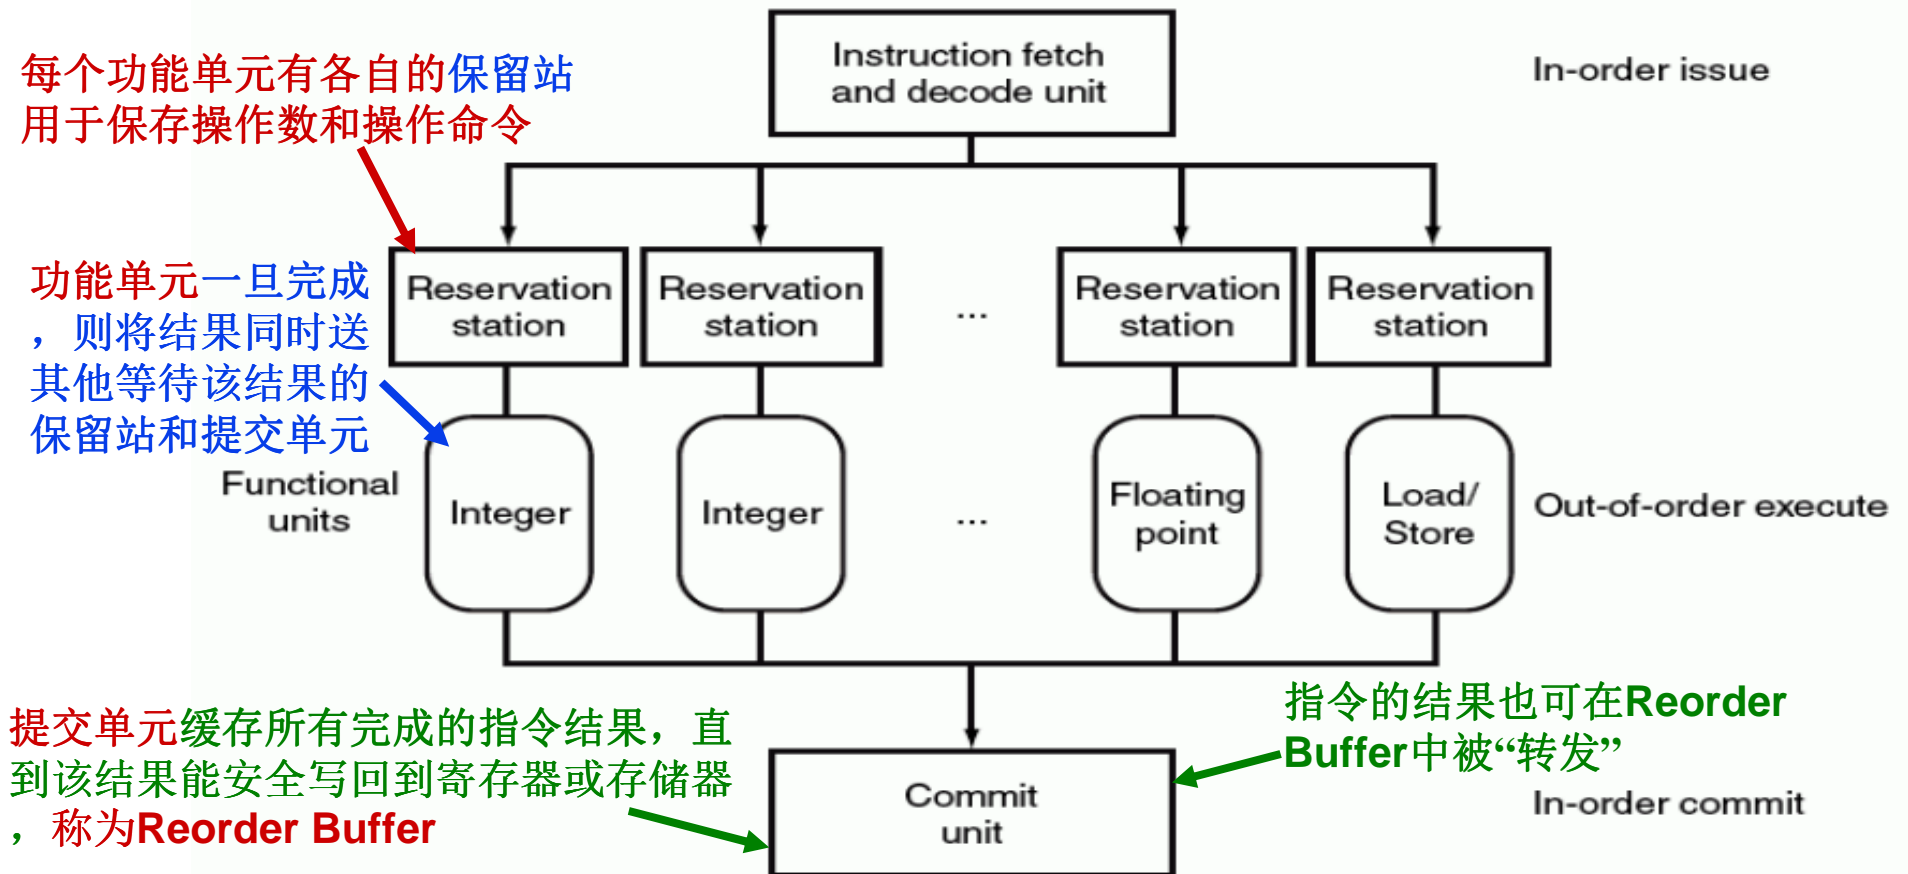 Instruction fetch
and decode unit
In-order issue
每个功能单元有各自的保留站
用于保存操作数和操作命令
功能单元一旦完成
，则将结果同时送
其他等待该结果的
保留站和提交单元
Reservation
station
Reservation
station
...
Reservation
station
Reservation
station
Functional
units
Integer
Integer
...
Floating
point
Load/
Store
Out-of-order execute
提交单元缓存所有完成的指令结果，直
到该结果能安全写回到寄存器或存储器
，称为Reorder Buffer
指令的结果也可在Reorder
Buffer中被“转发”
Commit
unit
In-order commit